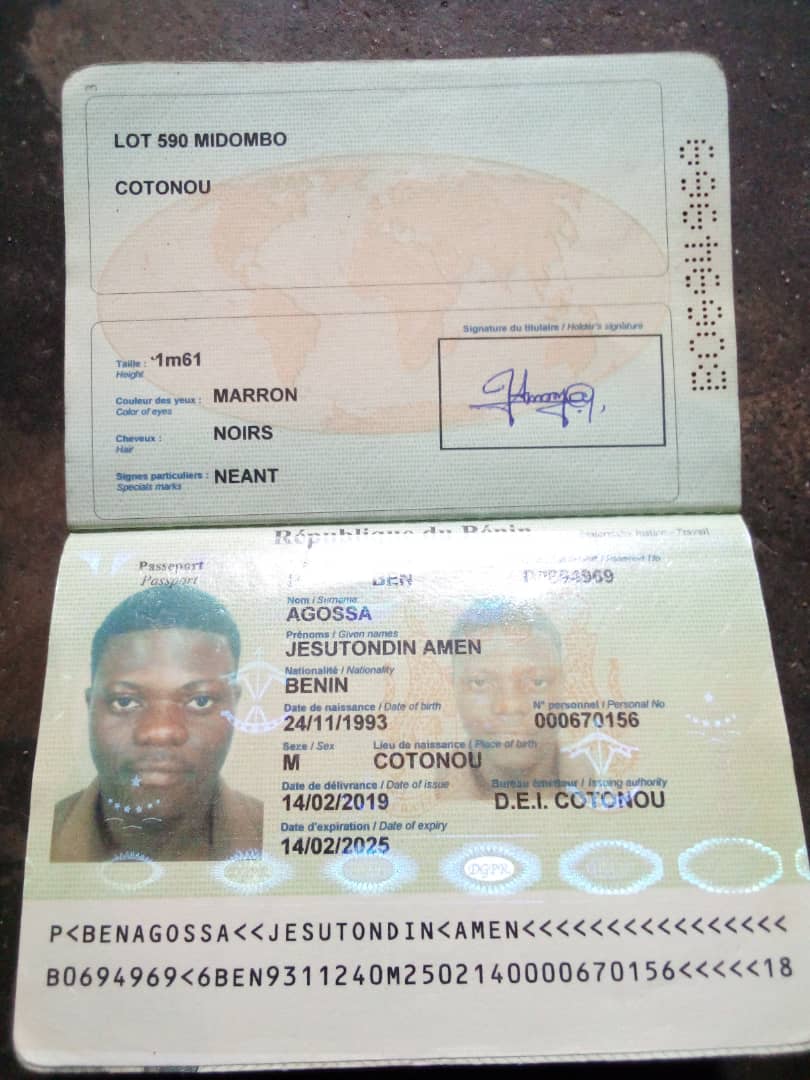 3
LOT 590 MIDOMBO
COTONOU
B0694969
Signature du titulaire / Holder's signature
Taille : 1m61
Height
Couleur des yeux : MARRON
Color of eyes
Cheveux : NOIRS
Hair
Signes particuliers : NEANT
Specials marks
République du Bénin
Fraternité Justice - Travail
Passeport
Passport
P BEN
Nom / Surname
AGOSSA
Prénoms / Given names
JESUTONDIN AMEN
Nationalité / Nationality
BENIN
Date de naissance / Date of birth N° personnel / Personal No
24/11/1993 000670156
Sexe / Sex Lieu de naissance / Place of birth
M COTONOU
Date de délivrance / Date of issue Bureau émetteur / Issuing authority
14/02/2019 D.E.I. COTONOU
Date d'expiration / Date of expiry
14/02/2025
DGPR
P<BENAGOSSA<<JESUTONDIN<AMEN<<<<<<<<<<<<<<<<
B0694969<6BEN9311240M2502140000670156<<<<<18